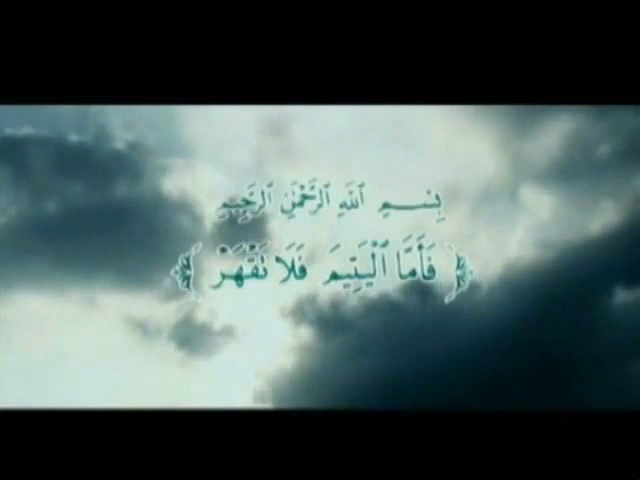 بِسْمِ ٱللَّهِ ٱلرَّحْمَٰنِ ٱلرَّحِيمِ
﴿ فَأَمَّا ٱلْيَتِيمَ فَلَا تَقْهَرْ ﴾